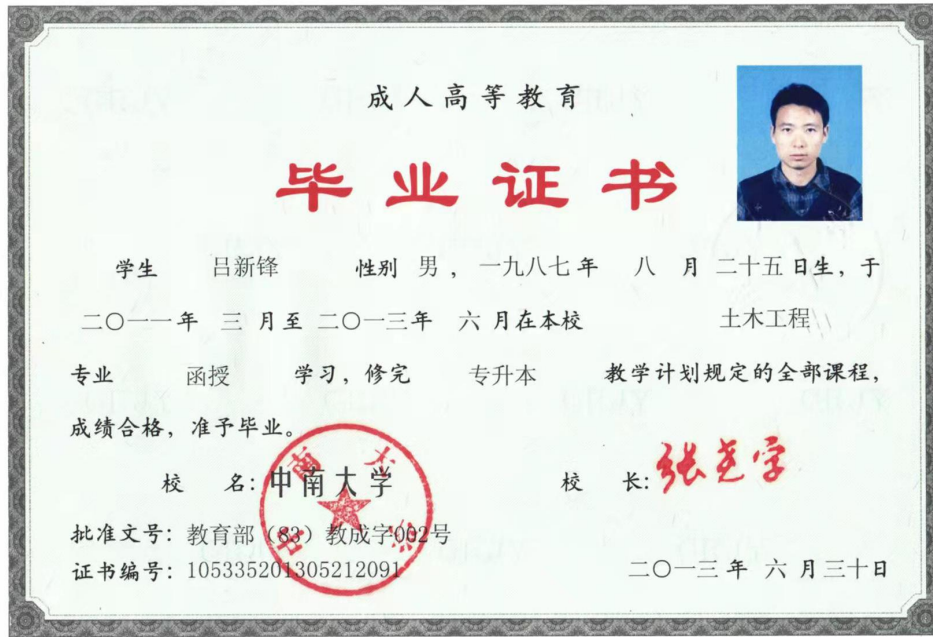 成人高等教育
毕业证书
学生 吕新锋 性别 男，一九八七年 八 月 二十五日生，于
二〇一一年 三 月至 二〇一三年 六 月在本校 土木工程
专业 函授 学习，修完 专升本 教学计划规定的全部课程，
成绩合格，准予毕业。
校 名：中南大学 校 长：张尧学
中南大学
批准文号：教育部（83）教成字002号
证书编号：105335201305212091 二〇一三年 六 月三十日